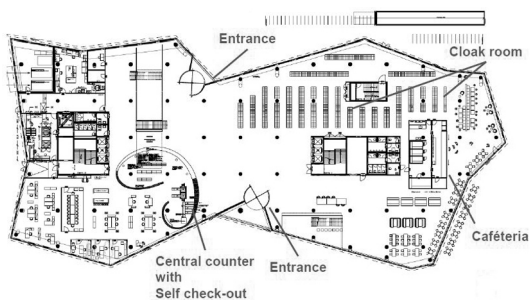 Entrance
Cloak room
Caféteria
Central counter
with
Self check-out
Entrance